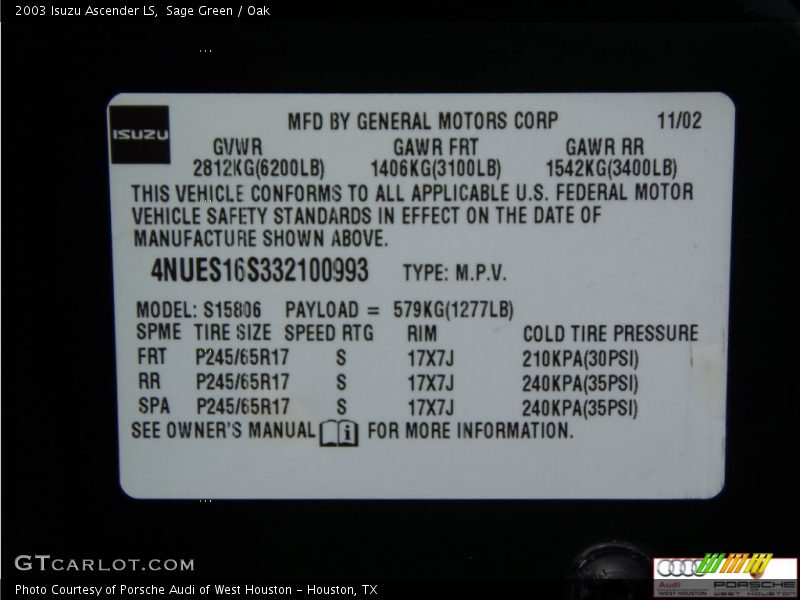 2003 Isuzu Ascender LS,  Sage Green / Oak
ISUZU
MFD BY GENERAL MOTORS CORP 11/02
GVWR GAWR FRT GAWR RR
2812KG(6200LB) 1406KG(3100LB) 1542KG(3400LB)
THIS VEHICLE CONFORMS TO ALL APPLICABLE U.S. FEDERAL MOTOR
VEHICLE SAFETY STANDARDS IN EFFECT ON THE DATE OF
MANUFACTURE SHOWN ABOVE.
4NUES16S332100993 TYPE: M.P.V.
MODEL: S15806 PAYLOAD = 579KG(1277LB)
SPME TIRE SIZE SPEED RTG RIM COLD TIRE PRESSURE
FRT P245/65R17 S 17X7J 210KPA(30PSI)
RR P245/65R17 S 17X7J 240KPA(35PSI)
SPA P245/65R17 S 17X7J 240KPA(35PSI)
SEE OWNER'S MANUAL i FOR MORE INFORMATION.
GTCARLOT.COM
Photo Courtesy of Porsche Audi of West Houston - Houston, TX
Audi PORSCHE
WEST HOUSTON WEST HOUSTON